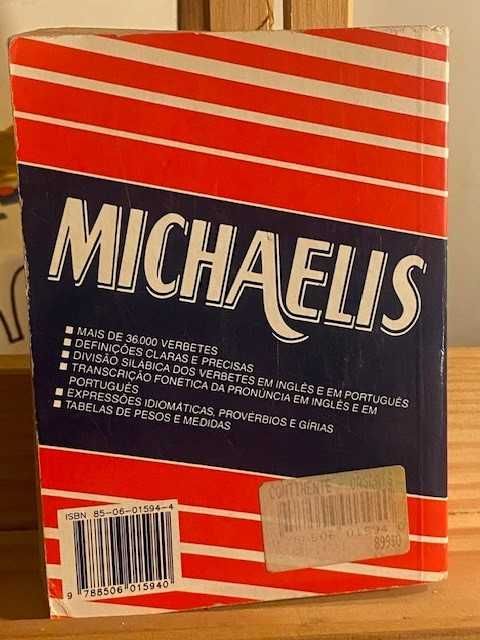 MICHAELIS
■ MAIS DE 36.000 VERBETES
■ DEFINIÇÕES CLARAS E PRECISAS
■ DIVISÃO SILÁBICA DOS VERBETES EM INGLÊS E EM PORTUGUÊS
■ TRANSCRIÇÃO FONÉTICA DA PRONÚNCIA EM INGLÊS E EM
PORTUGUÊS
■ EXPRESSÕES IDIOMÁTICAS, PROVÉRBIOS E GÍRIAS
■ TABELAS DE PESOS E MEDIDAS
CONTINENTE
89990
ISBN 85-06-01594-4
9 788506 015940